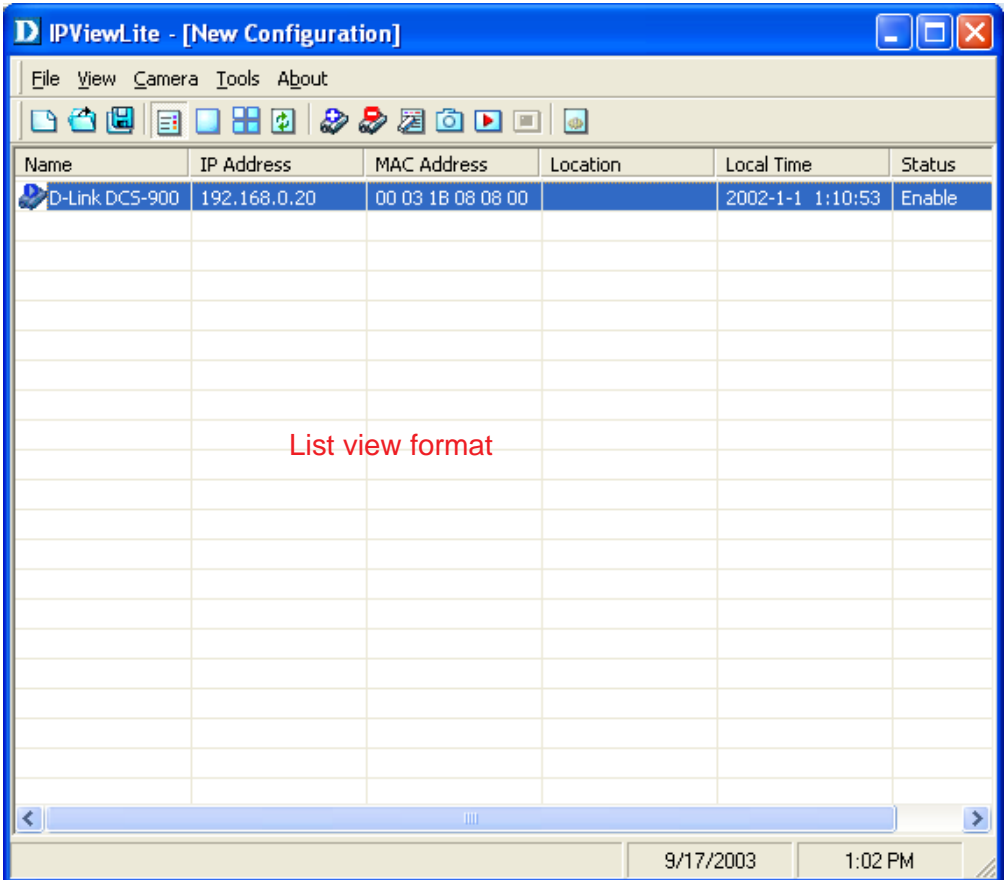 D IPViewLite - [New Configuration]
File View Camera Tools About
Name IP Address MAC Address Location Local Time Status
D-Link DCS-900 192.168.0.20 00 03 1B 08 08 00 2002-1-1 1:10:53 Enable
List view format
9/17/2003 1:02 PM